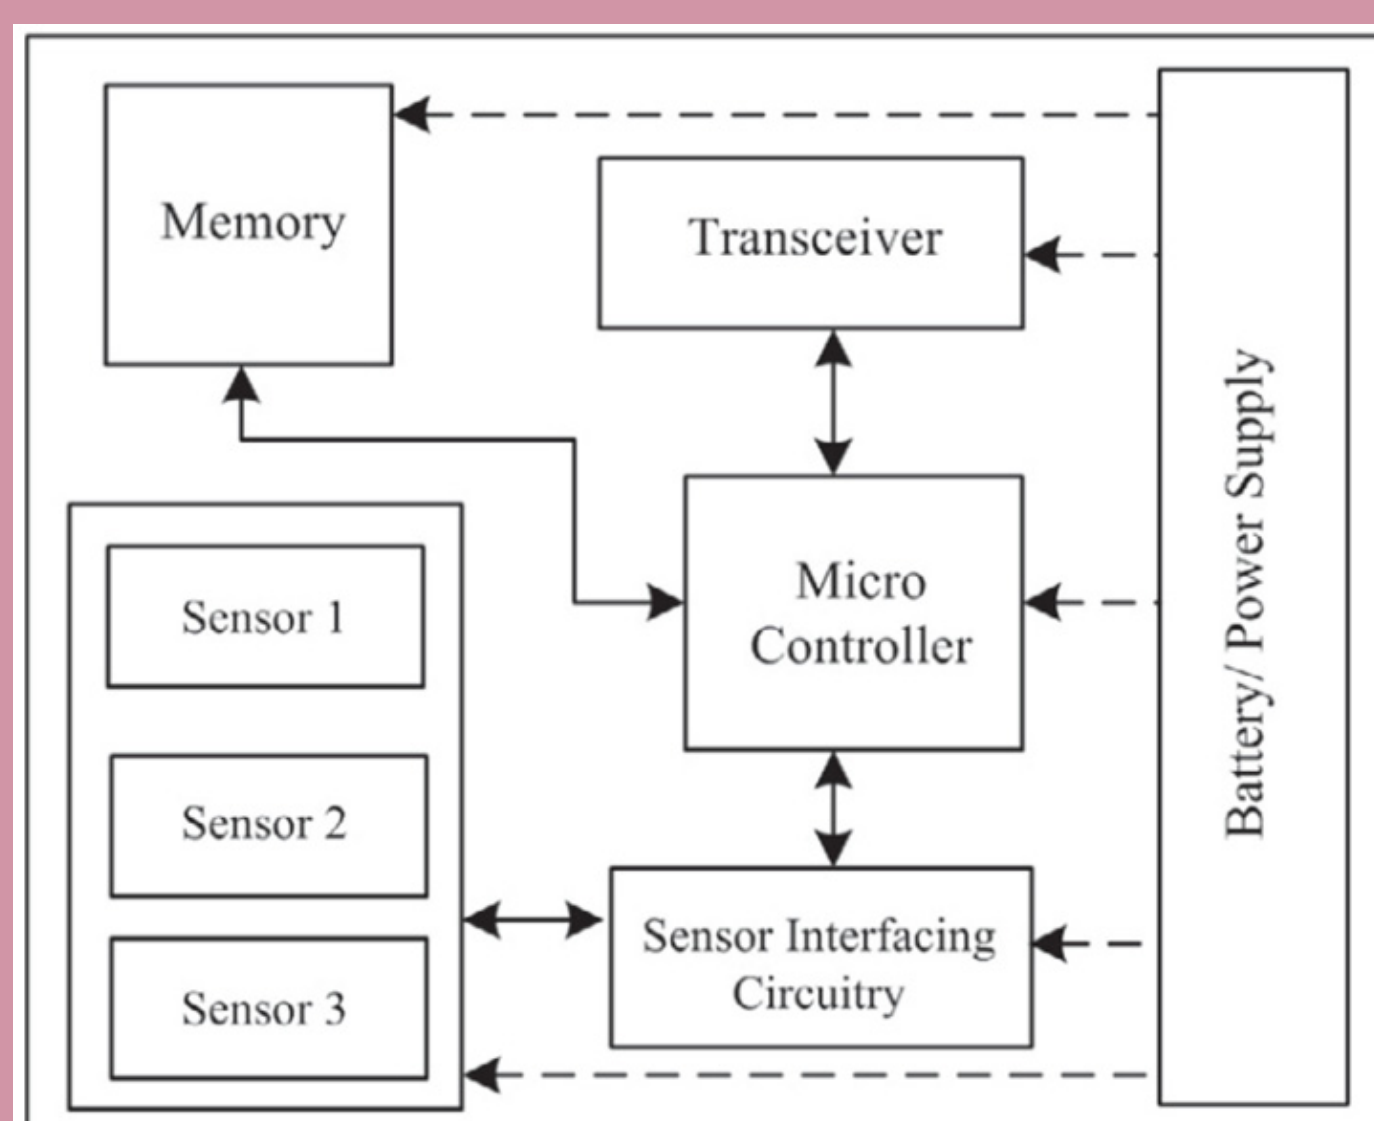 Memory
Transceiver
Micro
Controller
Sensor 1
Sensor 2
Sensor 3
Sensor Interfacing
Circuitry
Battery/ Power Supply